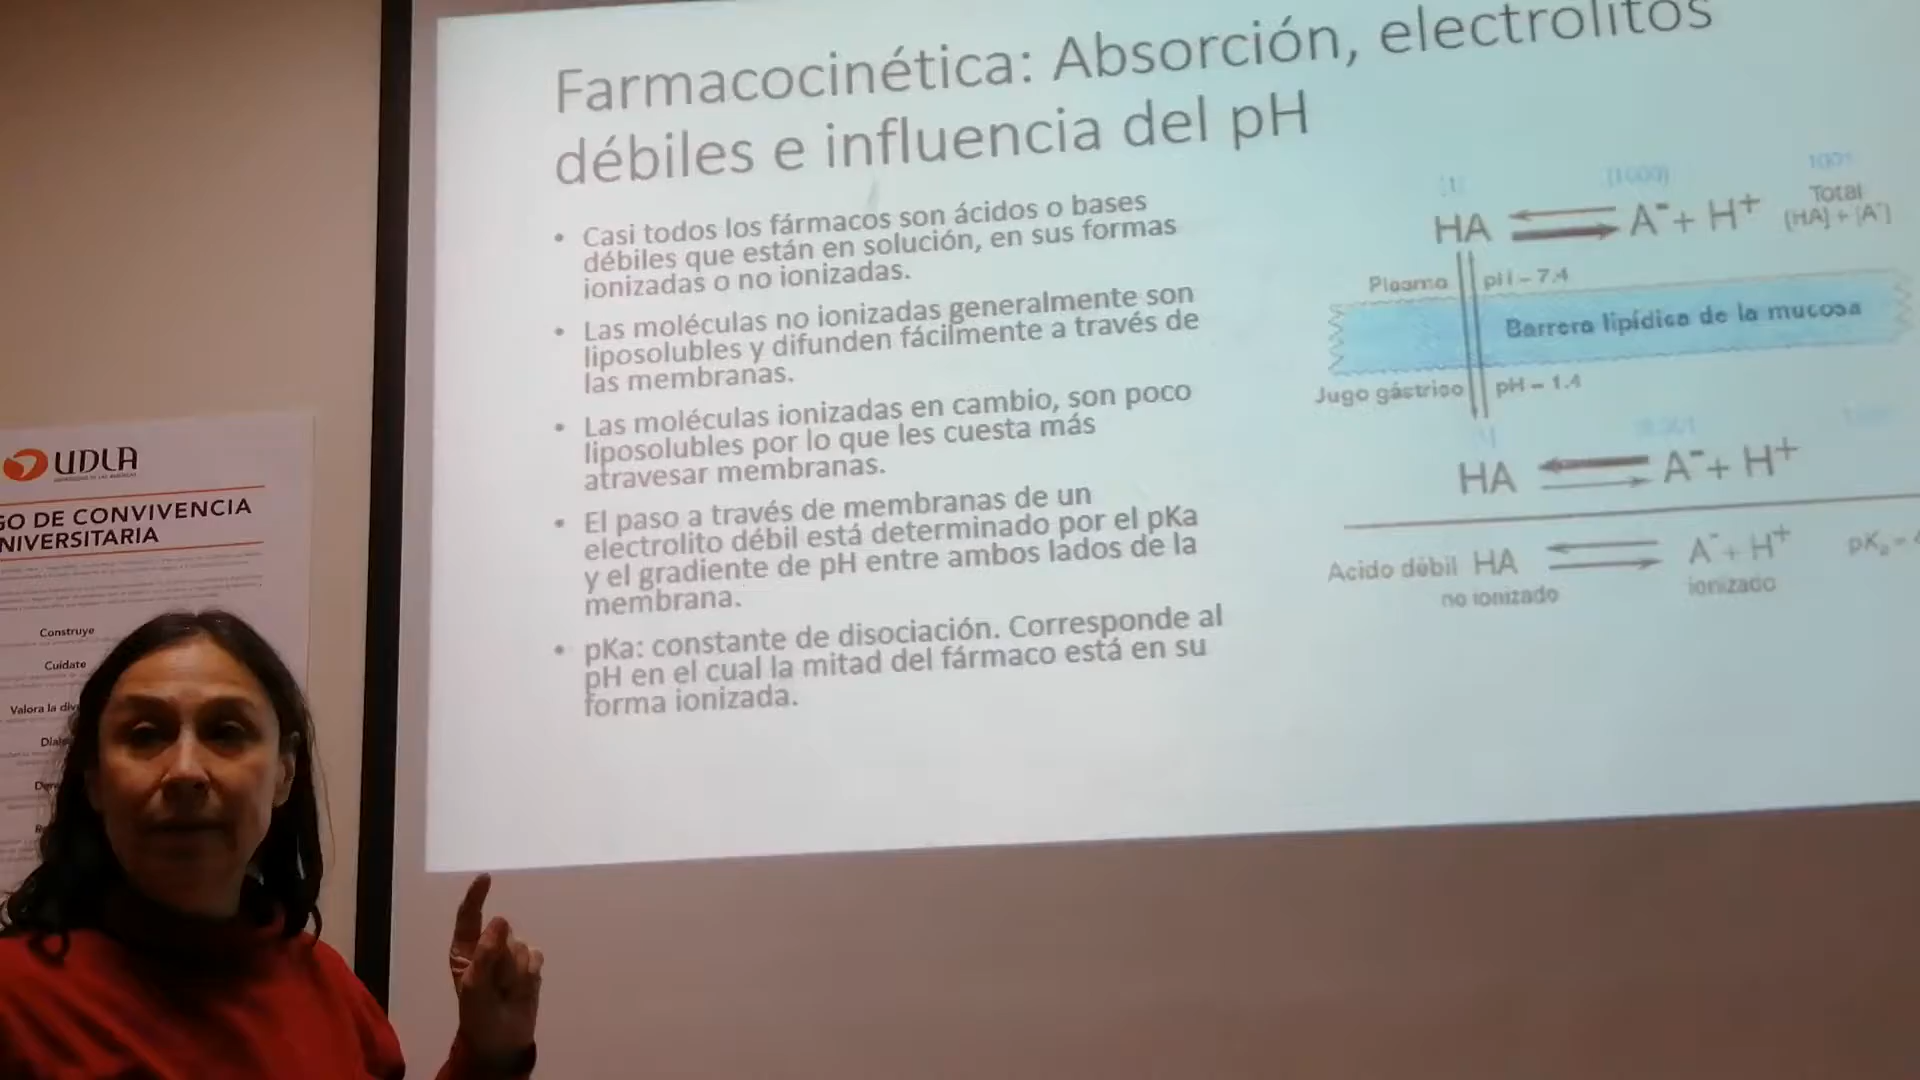 Farmacocinética: Absorción, electrolitos
débiles e influencia del pH
• Casi todos los fármacos son ácidos o bases
débiles que están en solución, en sus formas
ionizadas o no ionizadas.
• Las moléculas no ionizadas generalmente son
liposolubles y difunden fácilmente a través de
las membranas.
• Las moléculas ionizadas en cambio, son poco
liposolubles por lo que les cuesta más
atravesar membranas.
• El paso a través de membranas de un
electrolito débil está determinado por el pKa
y el gradiente de pH entre ambos lados de la
membrana.
• pKa: constante de disociación. Corresponde al
pH en el cual la mitad del fármaco está en su
forma ionizada.
[1] [1000] 1001
HA A⁻ + H⁺ Total
[HA] + [A⁻]
Plasma pH – 7.4
Barrera lipídica de la mucosa
Jugo gástrico pH – 1.4
HA A⁻ + H⁺
Acido débil HA A⁻ + H⁺
no ionizado ionizado
UDLA
GO DE CONVIVENCIA
NIVERSITARIA
Construye
Cuídate
Valora la